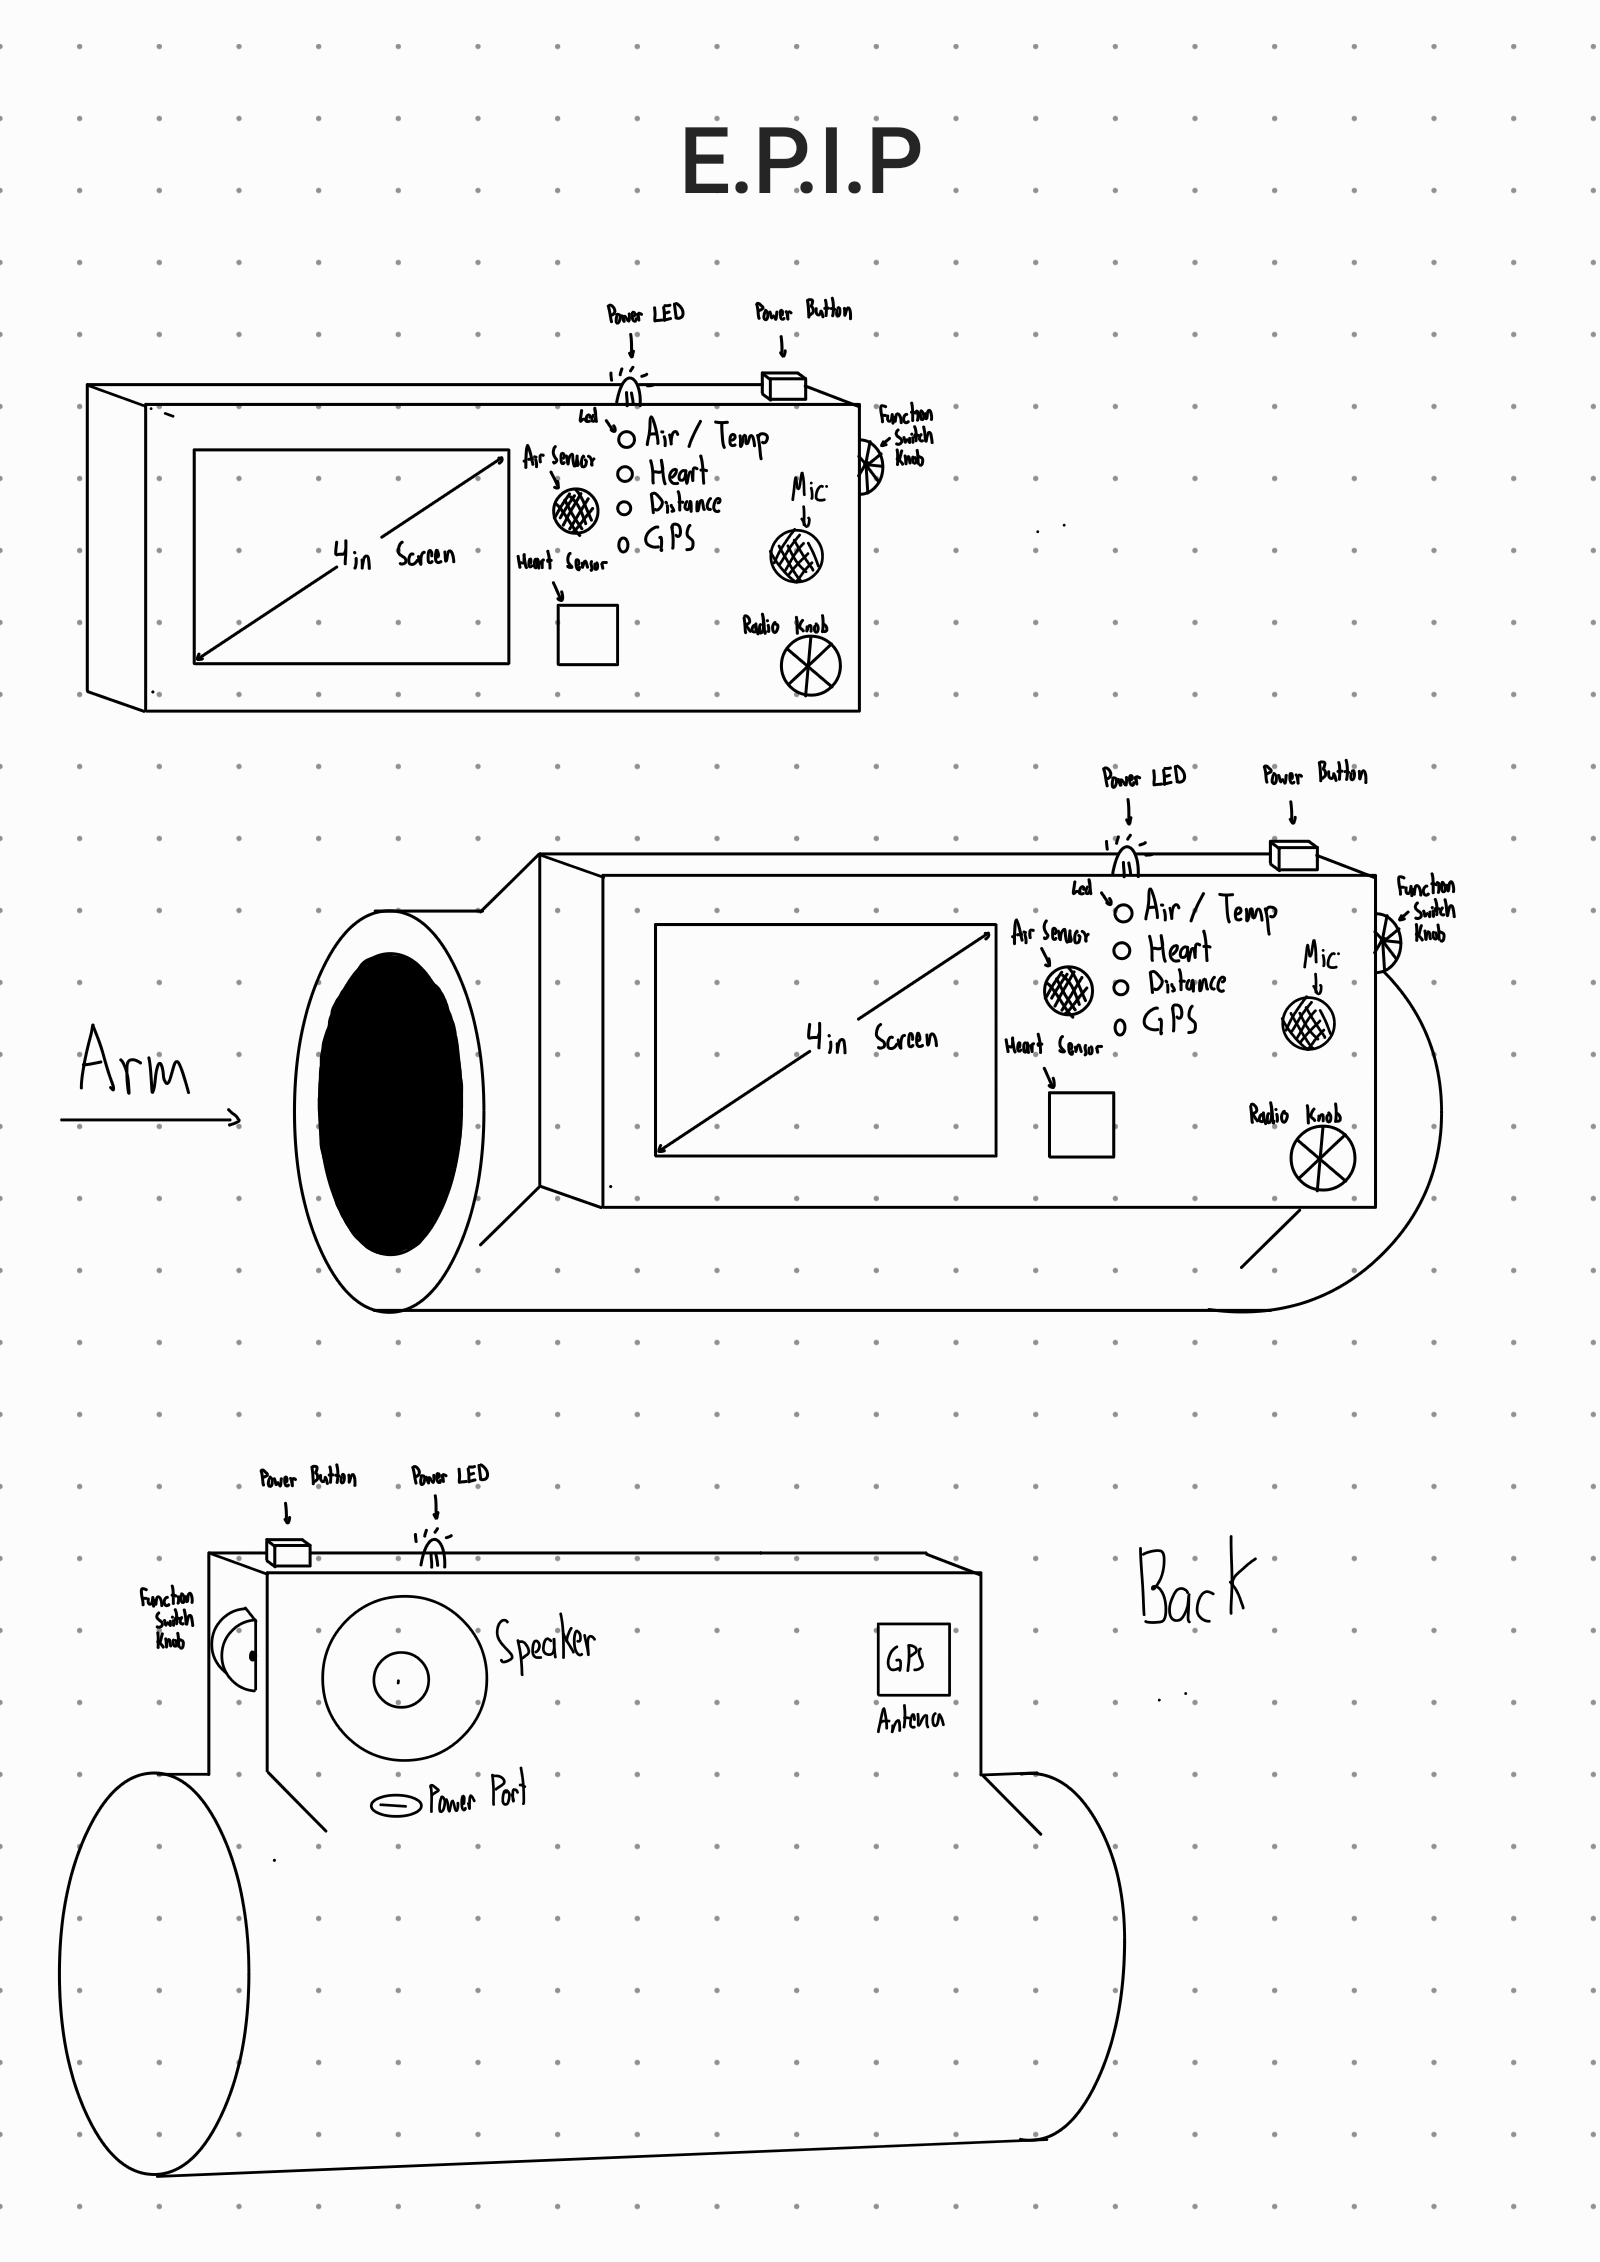 E.P.I.P
Power LED
Power Button
Led
Air / Temp
Function
Switch
Knob
Air Sensor
Heart
Mic
Distance
GPS
4in Screen
Heart Sensor
Radio Knob
Power LED
Power Button
Led
Air / Temp
Function
Switch
Knob
Air Sensor
Heart
Mic
Distance
GPS
4in Screen
Heart Sensor
Arm
Radio Knob
Power Button
Power LED
Back
Function
Switch
Knob
Speaker
GPS
Antena
Power Port